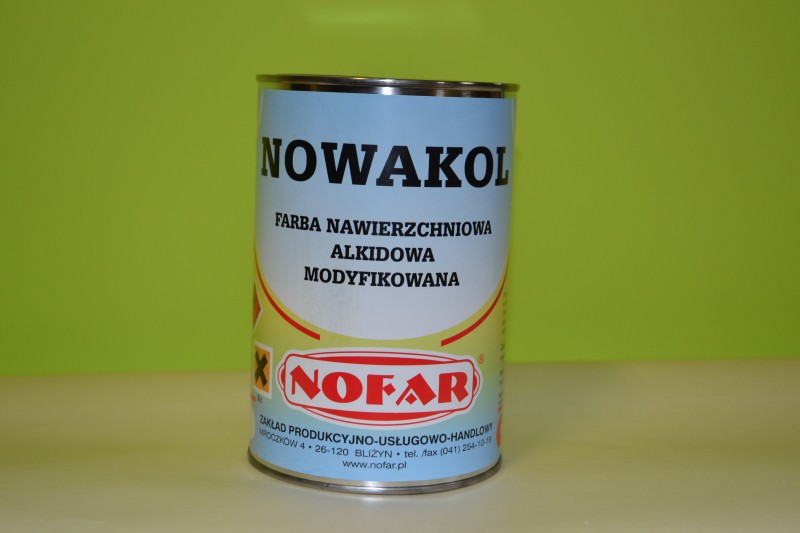 NOWAKOL
FARBA NAWIERZCHNIOWA
ALKIDOWA
MODYFIKOWANA
NOFAR®
ZAKŁAD PRODUKCYJNO-USŁUGOWO-HANDLOWY
MROCZKÓW 4 • 26-120 BLIŻYN • tel. /fax (041) 254-10-19
www.nofar.pl